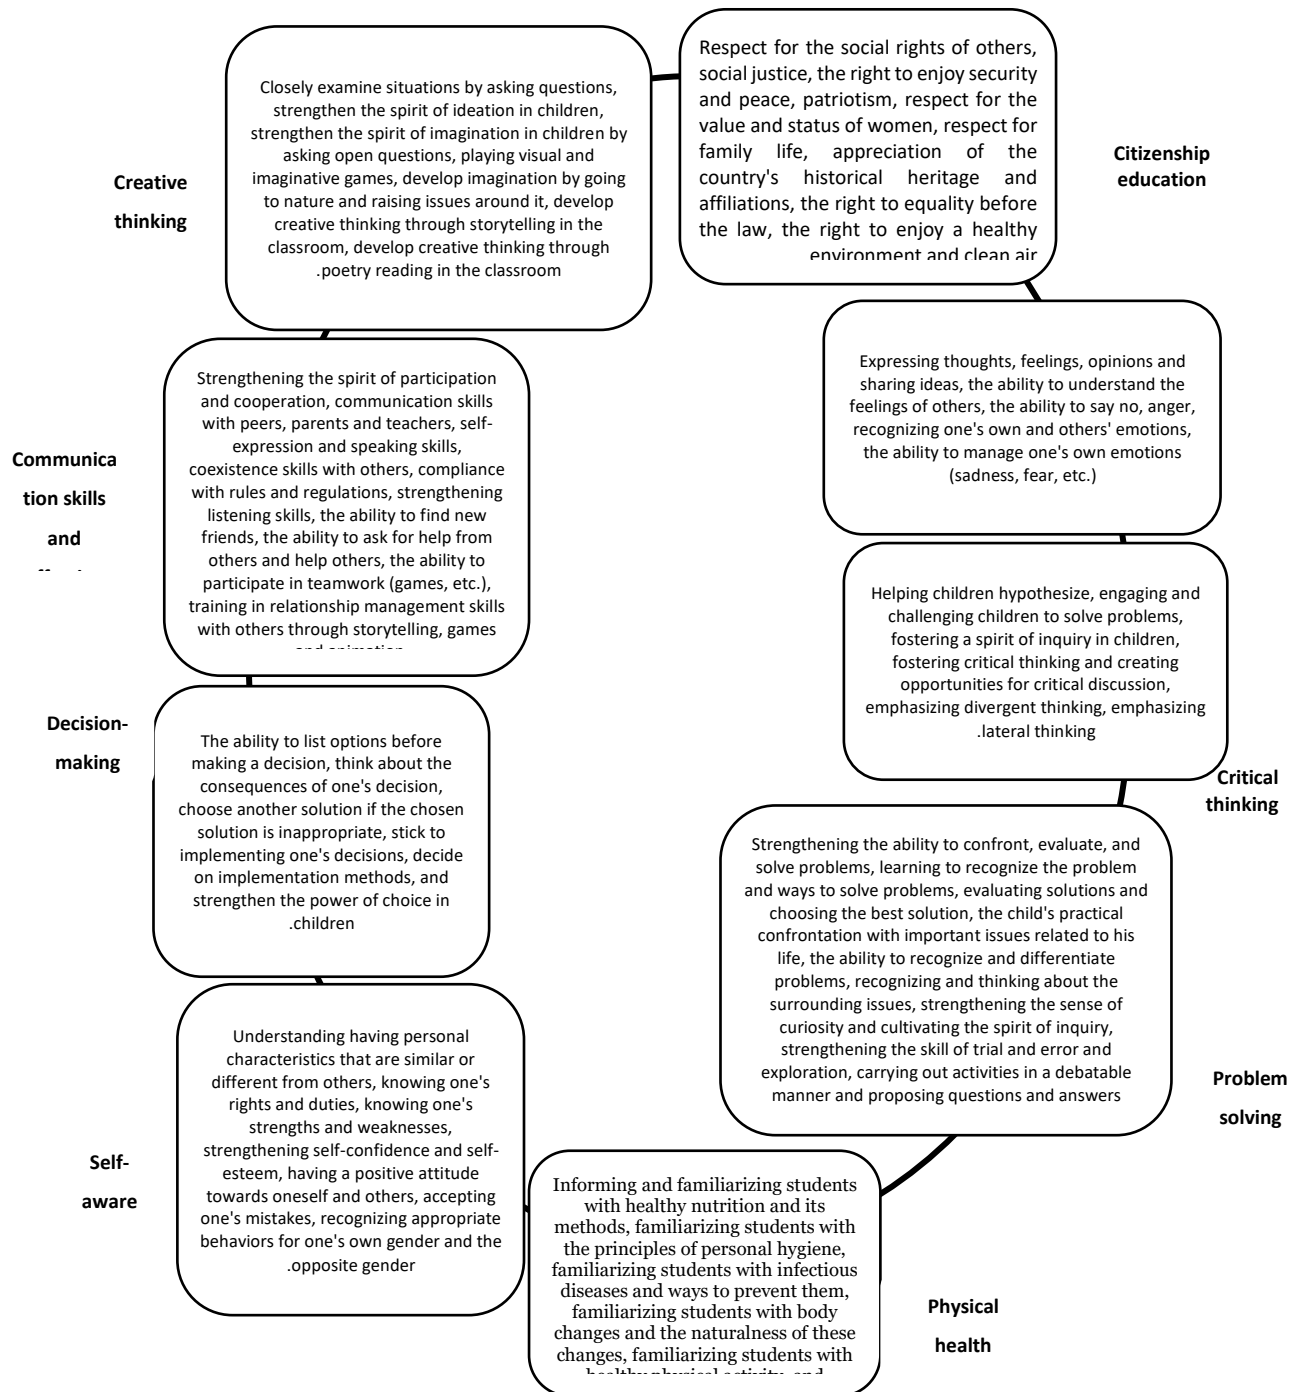 Respect for the social rights of others,
social justice, the right to enjoy security
and peace, patriotism, respect for the
value and status of women, respect for
family life, appreciation of the
country's historical heritage and
affiliations, the right to equality before
the law, the right to enjoy a healthy
environment and clean air
Citizenship
education
Closely examine situations by asking questions,
strengthen the spirit of ideation in children,
strengthen the spirit of imagination in children by
asking open questions, playing visual and
imaginative games, develop imagination by going
to nature and raising issues around it, develop
creative thinking through storytelling in the
classroom, develop creative thinking through
.poetry reading in the classroom
Creative
thinking
Expressing thoughts, feelings, opinions and
sharing ideas, the ability to understand the
feelings of others, the ability to say no, anger,
recognizing one's own and others' emotions,
the ability to manage one's own emotions
(sadness, fear, etc.)
Strengthening the spirit of participation
and cooperation, communication skills
with peers, parents and teachers, self-
expression and speaking skills,
coexistence skills with others, compliance
with rules and regulations, strengthening
listening skills, the ability to find new
friends, the ability to ask for help from
others and help others, the ability to
participate in teamwork (games, etc.),
training in relationship management skills
with others through storytelling, games
and animation
Communica
tion skills
and
Helping children hypothesize, engaging and
challenging children to solve problems,
fostering a spirit of inquiry in children,
fostering critical thinking and creating
opportunities for critical discussion,
emphasizing divergent thinking, emphasizing
.lateral thinking
Critical
thinking
Decision-
making
The ability to list options before
making a decision, think about the
consequences of one's decision,
choose another solution if the chosen
solution is inappropriate, stick to
implementing one's decisions, decide
on implementation methods, and
strengthen the power of choice in
.children
Strengthening the ability to confront, evaluate, and
solve problems, learning to recognize the problem
and ways to solve problems, evaluating solutions and
choosing the best solution, the child's practical
confrontation with important issues related to his
life, the ability to recognize and differentiate
problems, recognizing and thinking about the
surrounding issues, strengthening the sense of
curiosity and cultivating the spirit of inquiry,
strengthening the skill of trial and error and
exploration, carrying out activities in a debatable
manner and proposing questions and answers
Problem
solving
Understanding having personal
characteristics that are similar or
different from others, knowing one's
rights and duties, knowing one's
strengths and weaknesses,
strengthening self-confidence and self-
esteem, having a positive attitude
towards oneself and others, accepting
one's mistakes, recognizing appropriate
behaviors for one's own gender and the
.opposite gender
Self-
aware
Informing and familiarizing students
with healthy nutrition and its
methods, familiarizing students with
the principles of personal hygiene,
familiarizing students with infectious
diseases and ways to prevent them,
familiarizing students with body
changes and the naturalness of these
changes, familiarizing students with
healthy physical activity, and
Physical
health